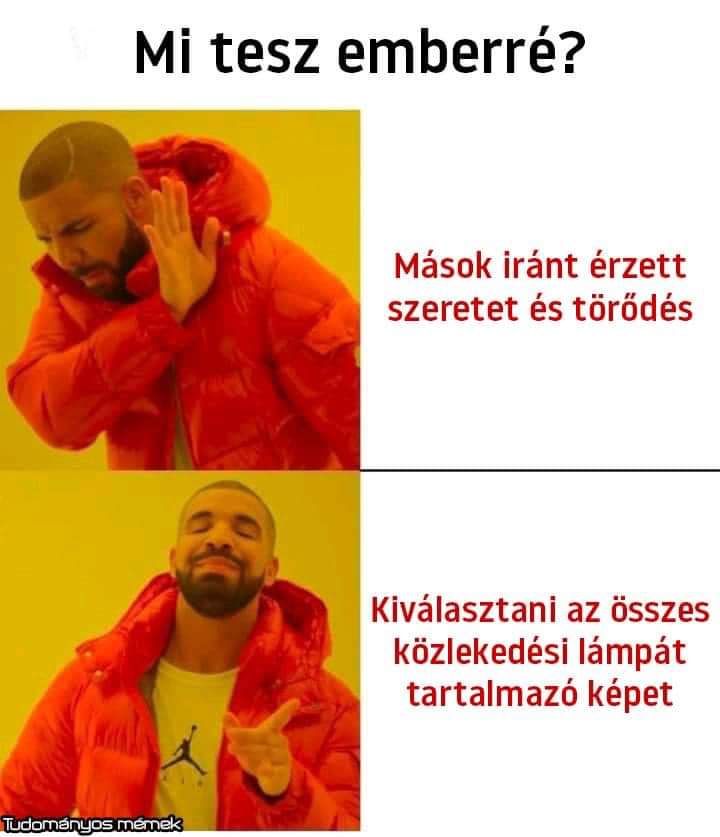 Mi tesz emberré?
Mások iránt érzett
szeretet és törődés
Kiválasztani az összes
közlekedési lámpát
tartalmazó képet
Tudományos mémek